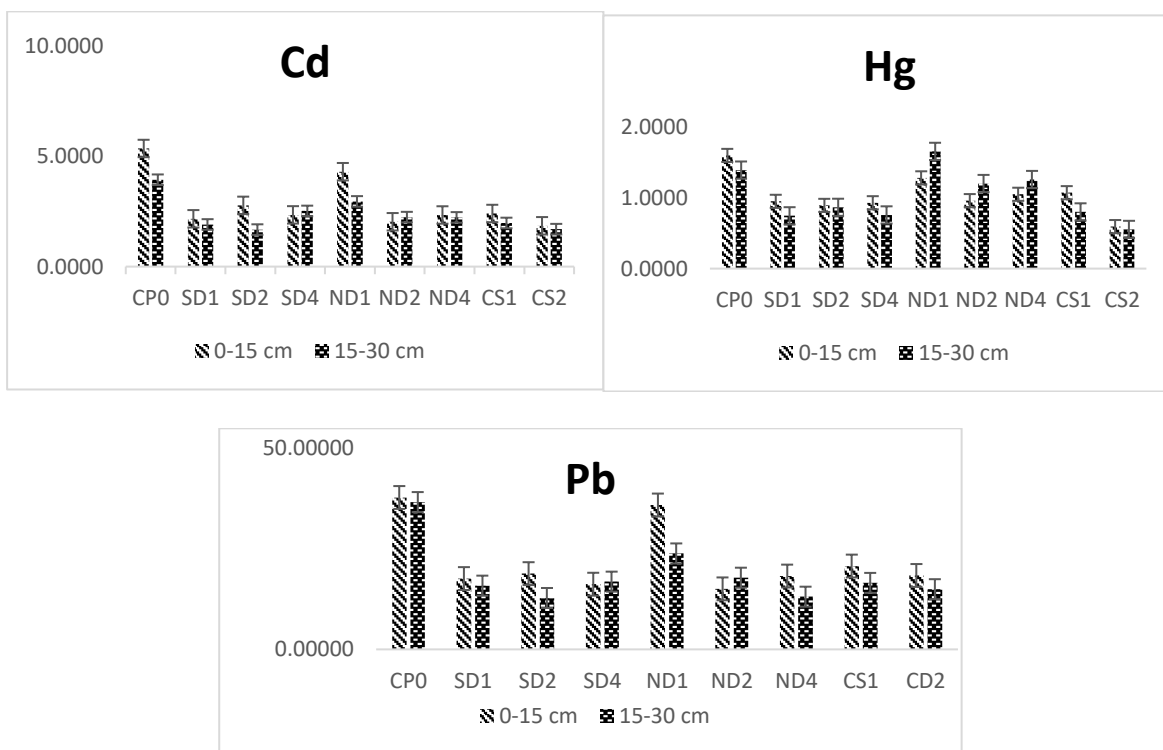 Cd
10.0000
5.0000
0.0000
CP0 SD1 SD2 SD4 ND1 ND2 ND4 CS1 CS2
0-15 cm 15-30 cm
Hg
2.0000
1.0000
0.0000
CP0 SD1 SD2 SD4 ND1 ND2 ND4 CS1 CS2
0-15 cm 15-30 cm
Pb
50.00000
0.00000
CP0 SD1 SD2 SD4 ND1 ND2 ND4 CS1 CD2
0-15 cm 15-30 cm